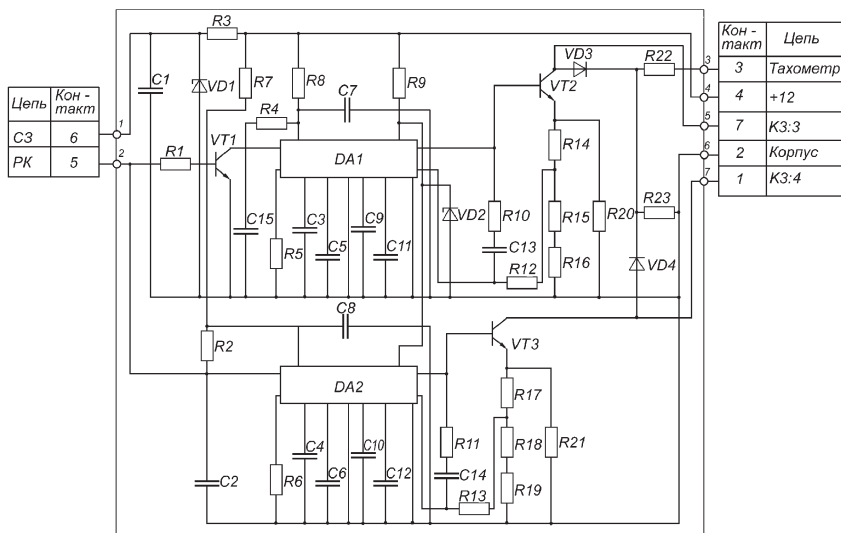 Цепь
Кон -
такт
СЗ
6
РК
5
1
2
R3
C1
VD1
R7
R8
C7
R9
R4
VT1
R1
DA1
C15
R5
C3
C5
C9
C11
VD2
R10
C13
R12
VT2
VD3
R22
R14
R15
R16
R20
R23
VD4
R2
C8
DA2
C2
R6
C4
C6
C10
C12
R11
C14
R13
VT3
R17
R18
R19
R21
3
4
5
6
7
Кон -
такт
Цепь
3
Тахометр
4
+12
7
КЗ:3
2
Корпус
1
КЗ:4